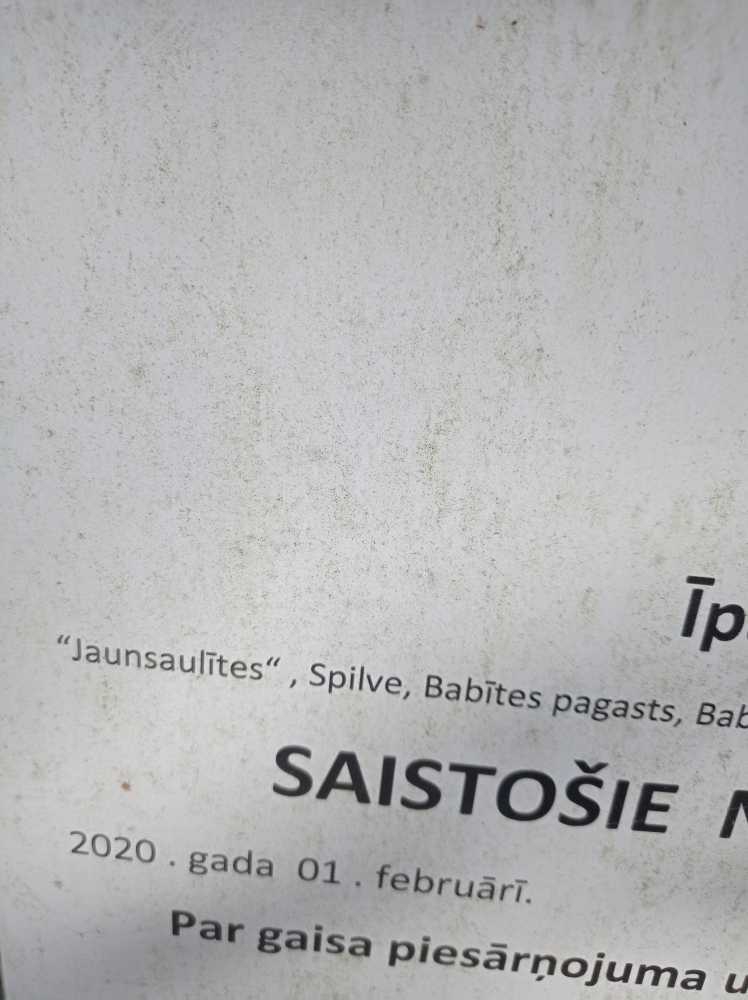 Īp
“Jaunsaulītes“ , Spilve, Babītes pagasts, Bab
SAISTOŠIE N
2020 . gada 01 . februārī.
Par gaisa piesārņojuma u